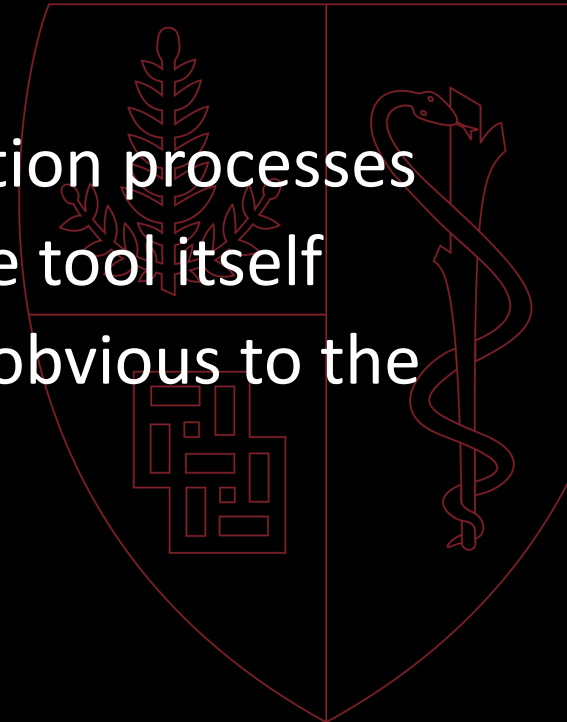 tion processes
e tool itself
obvious to the